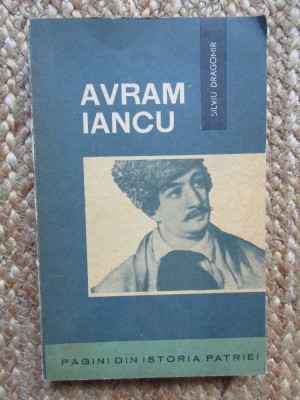 AVRAM
IANCU
SILVIU DRAGOMIR
PAGINI DIN ISTORIA PATRIEI